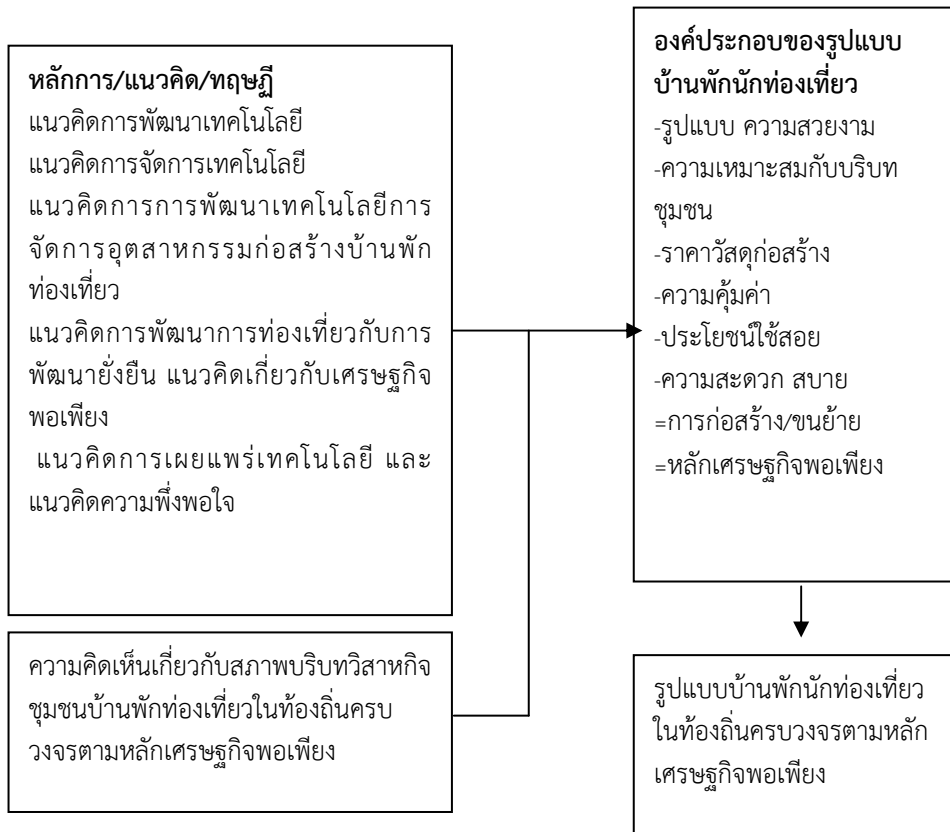 หลักการ/แนวคิด/ทฤษฏี
แนวคิดการพัฒนาเทคโนโลยี
แนวคิดการจัดการเทคโนโลยี
แนวคิดการการพัฒนาเทคโนโลยีการ
จัดการอุตสาหกรรมก่อสร้างบ้านพัก
ท่องเที่ยว
แนวคิดการพัฒนาการท่องเที่ยวกับการ
พัฒนายั่งยืน แนวคิดเกี่ยวกับเศรษฐกิจ
พอเพียง
แนวคิดการเผยแพร่เทคโนโลยี และ
แนวคิดความพึ่งพอใจ
ความคิดเห็นเกี่ยวกับสภาพบริบทวิสาหกิจ
ชุมชนบ้านพักท่องเที่ยวในท้องถิ่นครบ
วงจรตามหลักเศรษฐกิจพอเพียง
องค์ประกอบของรูปแบบ
บ้านพักนักท่องเที่ยว
-รูปแบบ ความสวยงาม
-ความเหมาะสมกับบริบท
ชุมชน
-ราคาวัสดุก่อสร้าง
-ความคุ้มค่า
-ประโยชน์ใช้สอย
-ความสะดวก สบาย
=การก่อสร้าง/ขนย้าย
=หลักเศรษฐกิจพอเพียง
รูปแบบบ้านพักนักท่องเที่ยว
ในท้องถิ่นครบวงจรตามหลัก
เศรษฐกิจพอเพียง